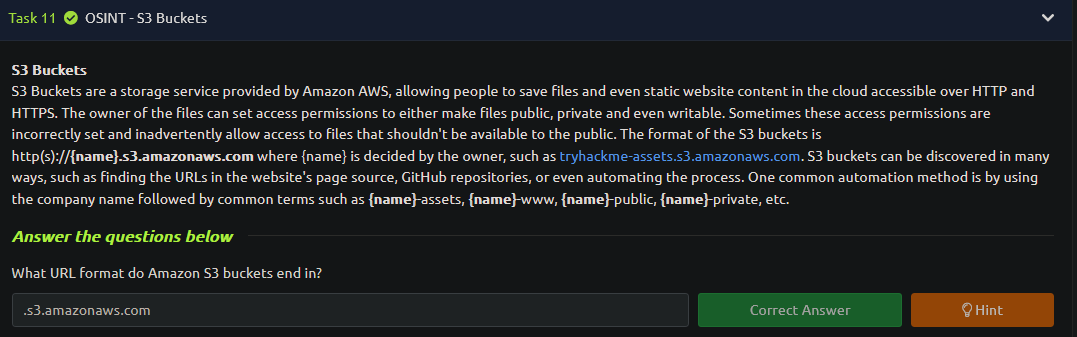 Task 11 OSINT - S3 Buckets
S3 Buckets
S3 Buckets are a storage service provided by Amazon AWS, allowing people to save files and even static website content in the cloud accessible over HTTP and
HTTPS. The owner of the files can set access permissions to either make files public, private and even writable. Sometimes these access permissions are
incorrectly set and inadvertently allow access to files that shouldn't be available to the public. The format of the S3 buckets is
http(s)://{name}.s3.amazonaws.com where {name} is decided by the owner, such as tryhackme-assets.s3.amazonaws.com. S3 buckets can be discovered in many
ways, such as finding the URLs in the website's page source, GitHub repositories, or even automating the process. One common automation method is by using
the company name followed by common terms such as {name}-assets, {name}-www, {name}-public, {name}-private, etc.
Answer the questions below
What URL format do Amazon S3 buckets end in?
.s3.amazonaws.com
Correct Answer
Hint